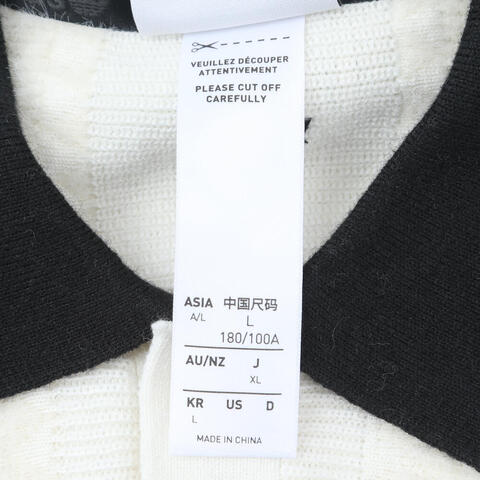 VEUILLEZ DÉCOUPER
ATTENTIVEMENT
PLEASE CUT OFF
CAREFULLY
ASIA 中国尺码
A/L L
180/100A
AU/NZ J
XL
KR US D
L
MADE IN CHINA